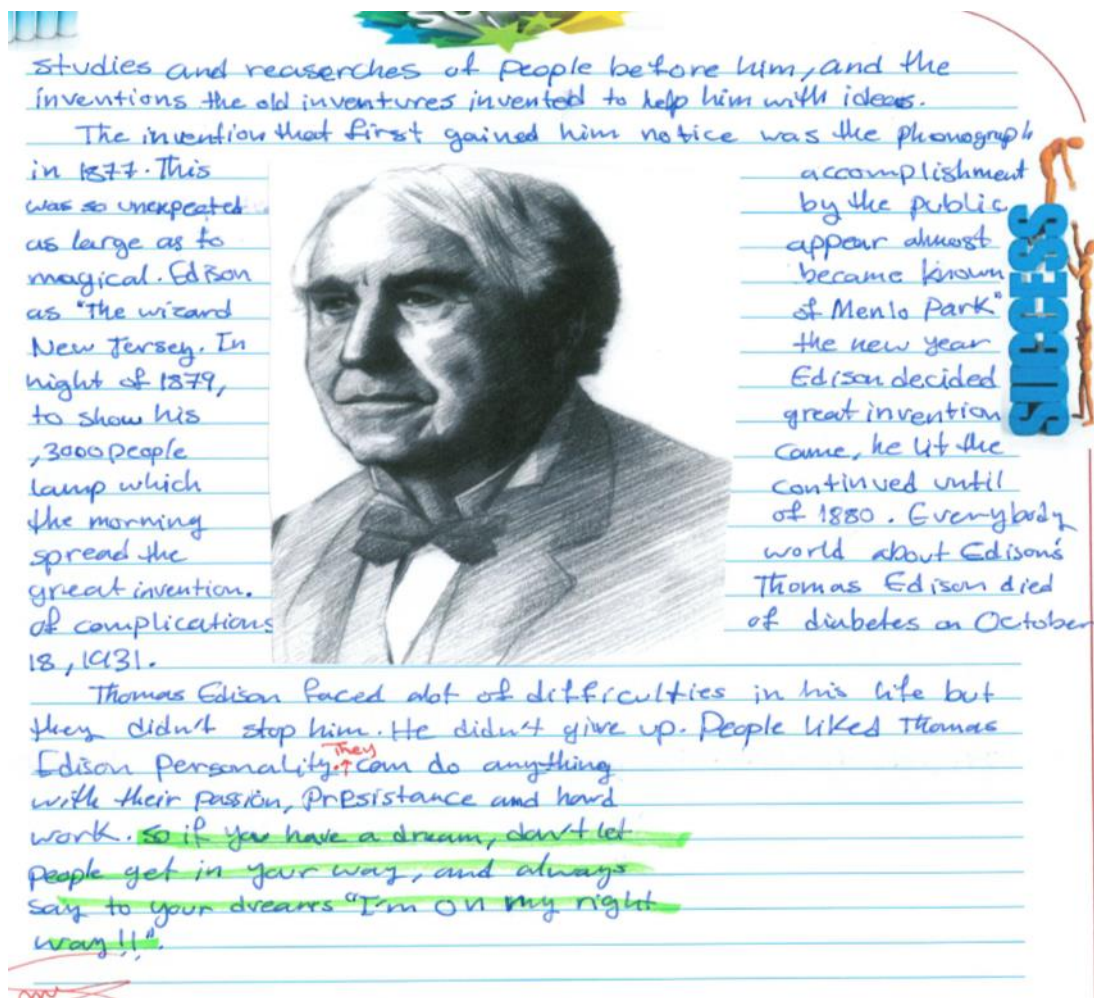 studies and reaserches of people before him, and the
inventions the old inventures invented to help him with ideas.
The invention that first gained him notice was the phonograph
in 1877. This accomplishment
was so unexpected by the public
as large as to appear almost
magical. Edison became known
as "The wizard of Menlo Park"
New Jersey. In the new year
night of 1879, Edison decided
to show his great invention
,3000 people came, he lit the
lamp which continued until
the morning of 1880. Everybody
spread the world about Edison's
great invention. Thomas Edison died
of complications of diabetes on October
18, 1931.
Thomas Edison faced alot of difficulties in his life but
they didn't stop him. He didn't give up. People liked Thomas
Edison Personality. They can do anything
with their passion, Presistance and hard
work. so if you have a dream, don't let
people get in your way, and always
say to your dreams "I'm on my right
way!!".
SUCCESS